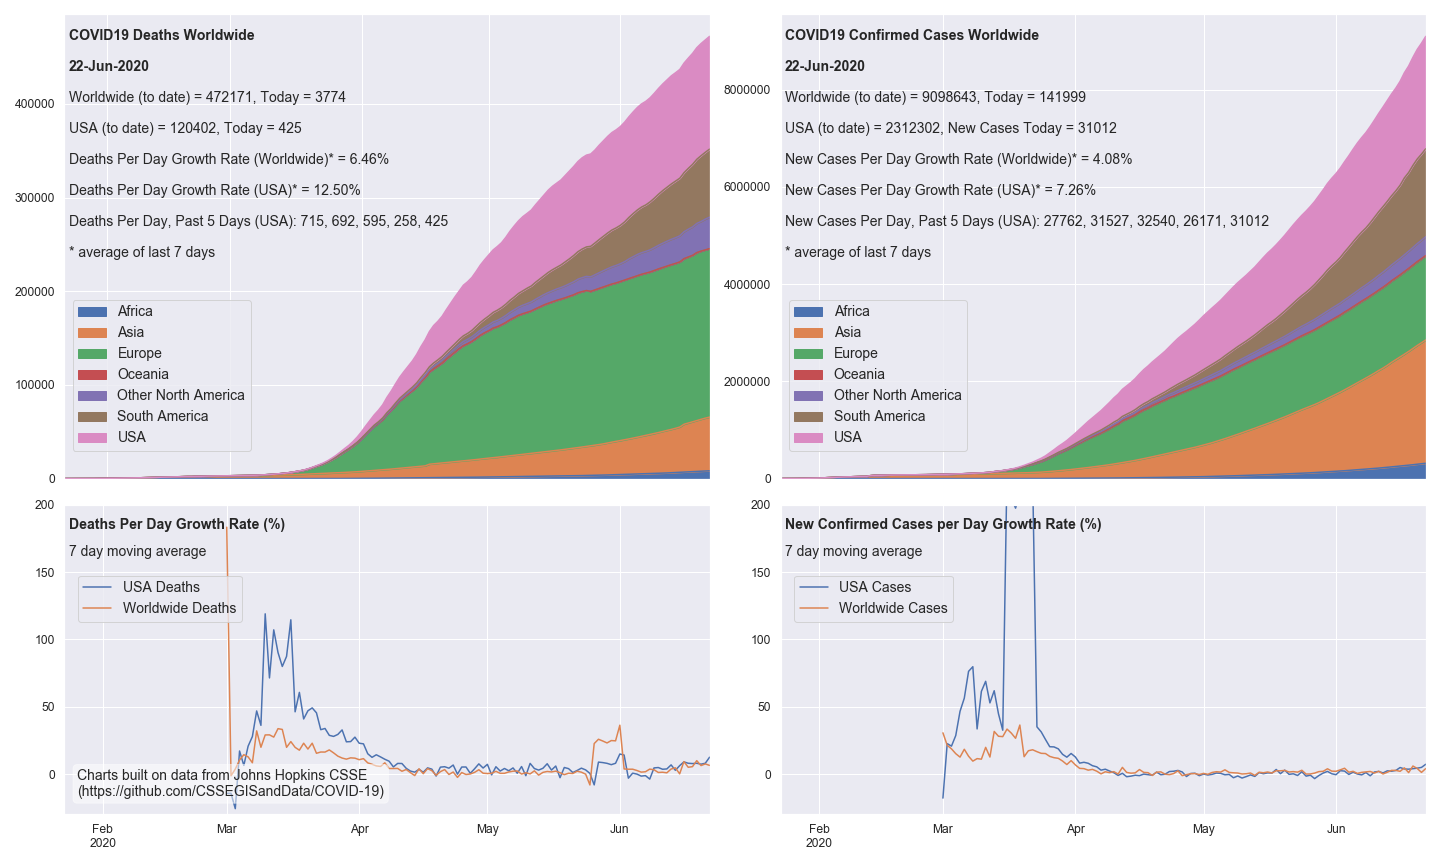 COVID19 Deaths Worldwide
22-Jun-2020
Worldwide (to date) = 472171, Today = 3774
USA (to date) = 120402, Today = 425
Deaths Per Day Growth Rate (Worldwide)* = 6.46%
Deaths Per Day Growth Rate (USA)* = 12.50%
Deaths Per Day, Past 5 Days (USA): 715, 692, 595, 258, 425
* average of last 7 days
400000
300000
200000
100000
0
Africa
Asia
Europe
Oceania
Other North America
South America
USA
COVID19 Confirmed Cases Worldwide
22-Jun-2020
Worldwide (to date) = 9098643, Today = 141999
USA (to date) = 2312302, New Cases Today = 31012
New Cases Per Day Growth Rate (Worldwide)* = 4.08%
New Cases Per Day Growth Rate (USA)* = 7.26%
New Cases Per Day, Past 5 Days (USA): 27762, 31527, 32540, 26171, 31012
* average of last 7 days
8000000
6000000
4000000
2000000
0
Africa
Asia
Europe
Oceania
Other North America
South America
USA
Deaths Per Day Growth Rate (%)
7 day moving average
USA Deaths
Worldwide Deaths
200
150
100
50
0
Charts built on data from Johns Hopkins CSSE
(https://github.com/CSSEGISandData/COVID-19)
Feb Mar Apr May Jun
2020
New Confirmed Cases per Day Growth Rate (%)
7 day moving average
USA Cases
Worldwide Cases
200
150
100
50
0
Feb Mar Apr May Jun
2020